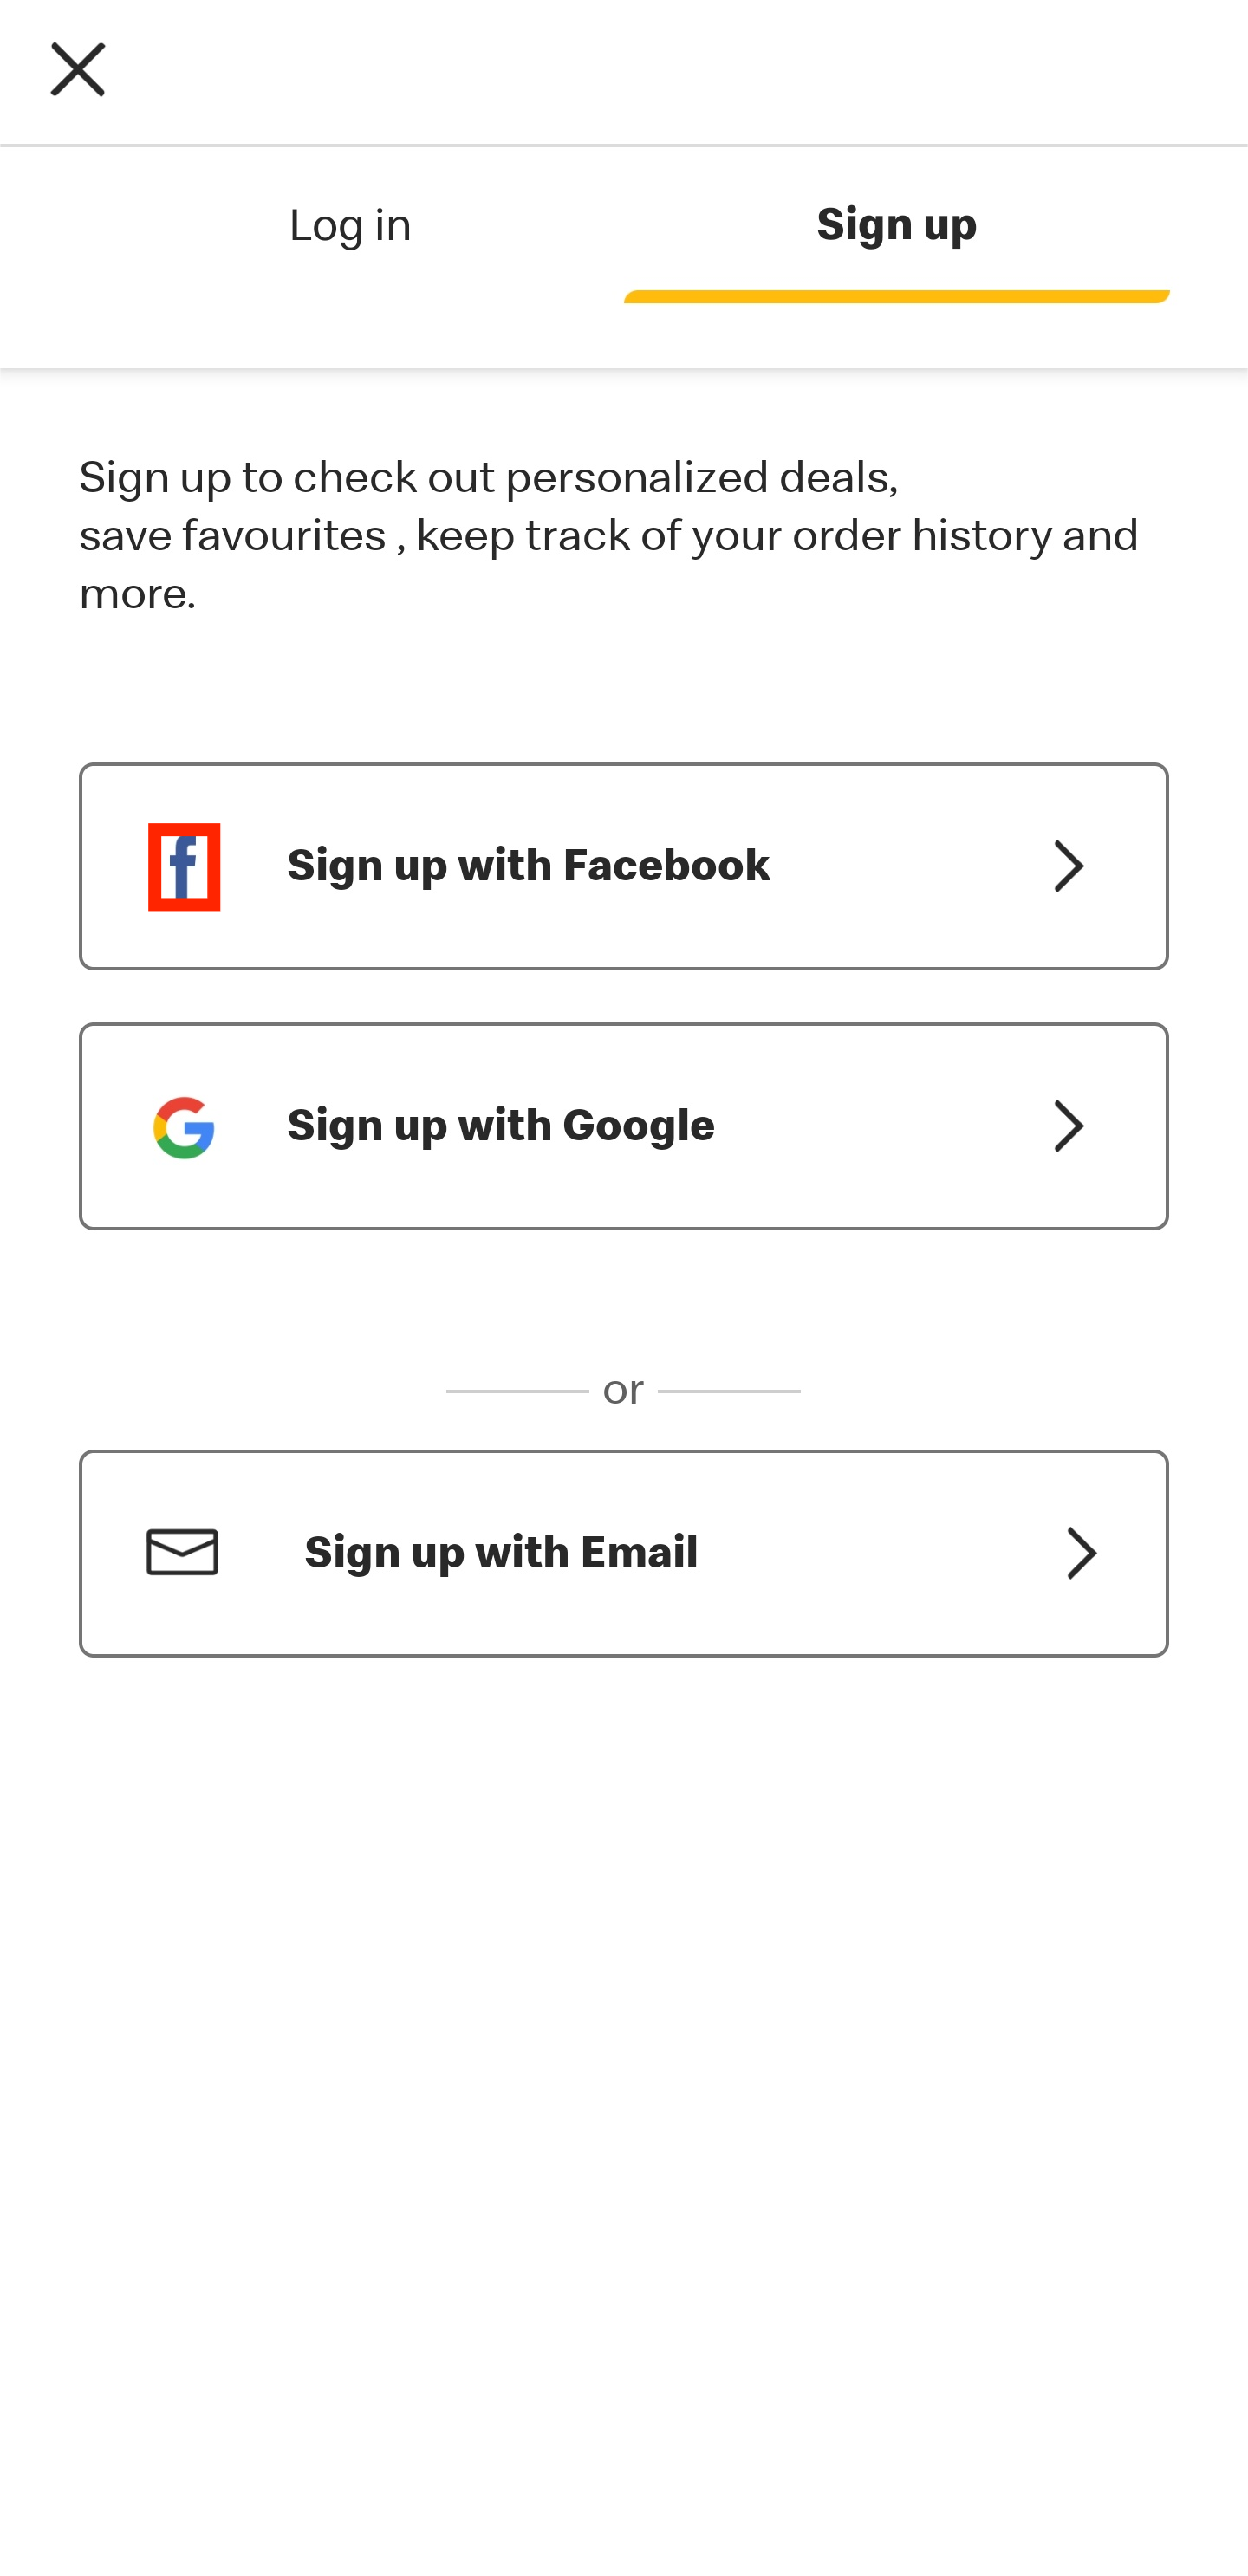 Log in
Sign up
Sign up to check out personalized deals,
save favourites , keep track of your order history and
more.
f
Sign up with Facebook
G
Sign up with Google
or
Sign up with Email